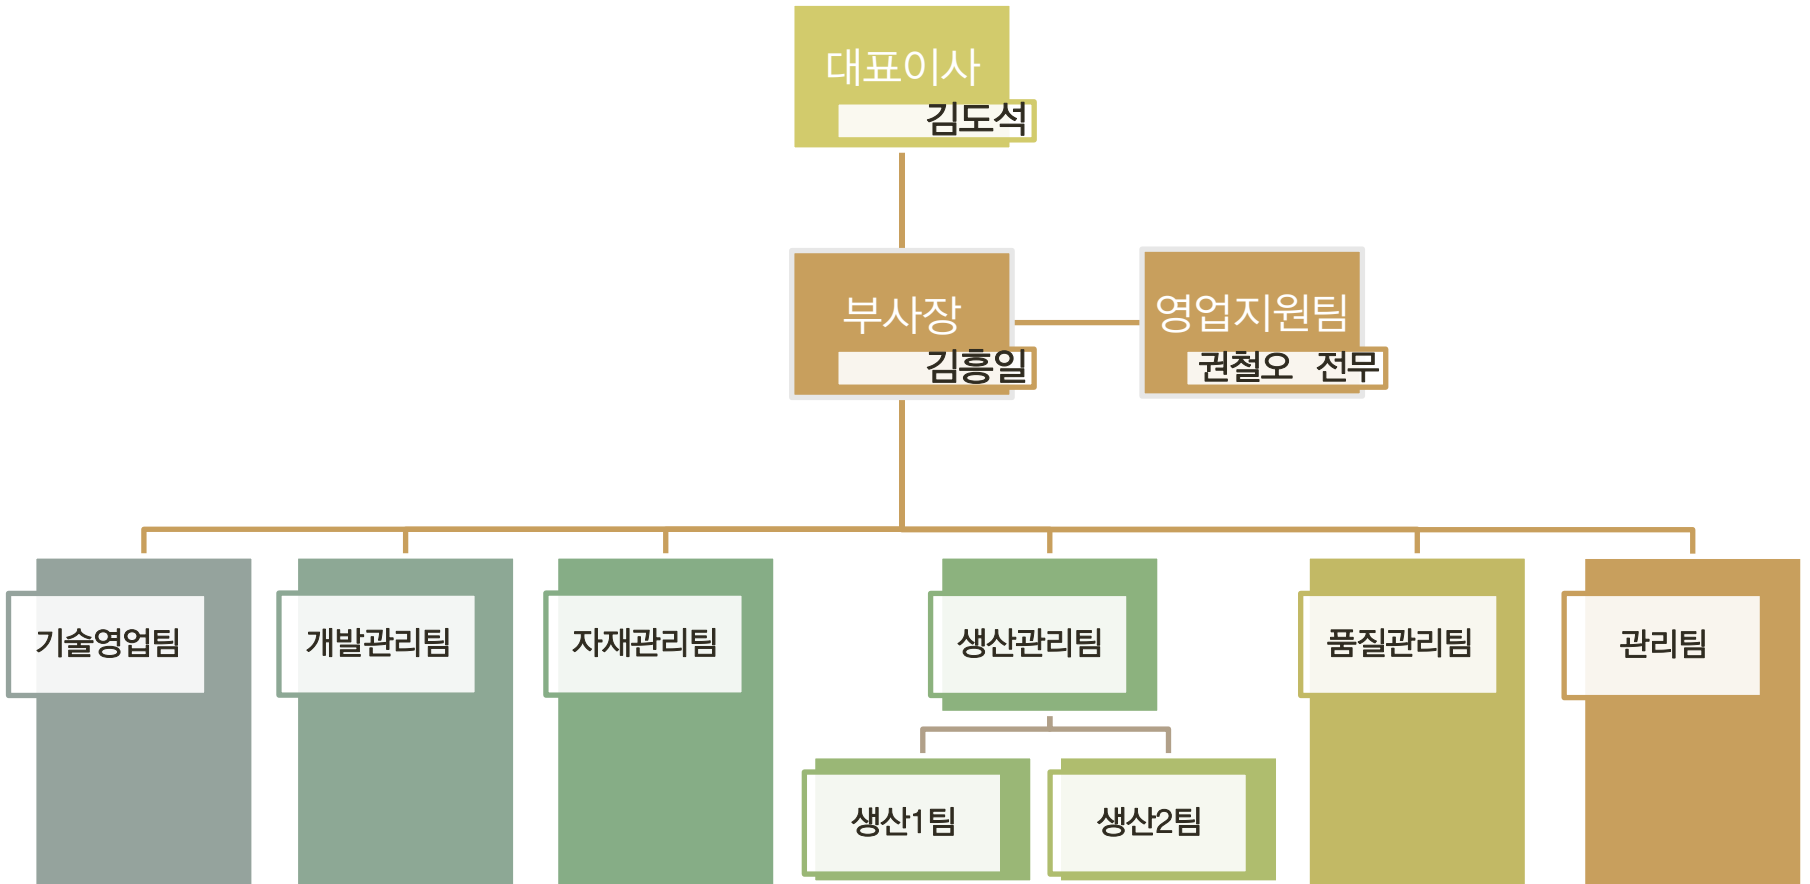 대표이사
김도석
부사장
김흥일
영업지원팀
권철오 전무
기술영업팀
개발관리팀
자재관리팀
생산관리팀
품질관리팀
관리팀
생산1팀
생산2팀